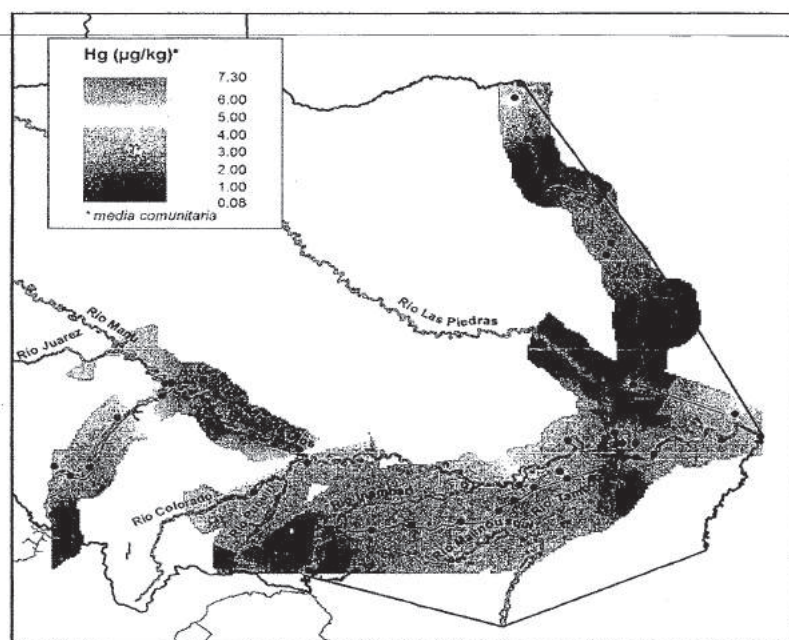 Hg (µg/kg)*
7.30
6.00
5.00
4.00
3.00
2.00
1.00
0.08
* media comunitaria
Río Manu
Río Juarez
Río Las Piedras
Río Colorado